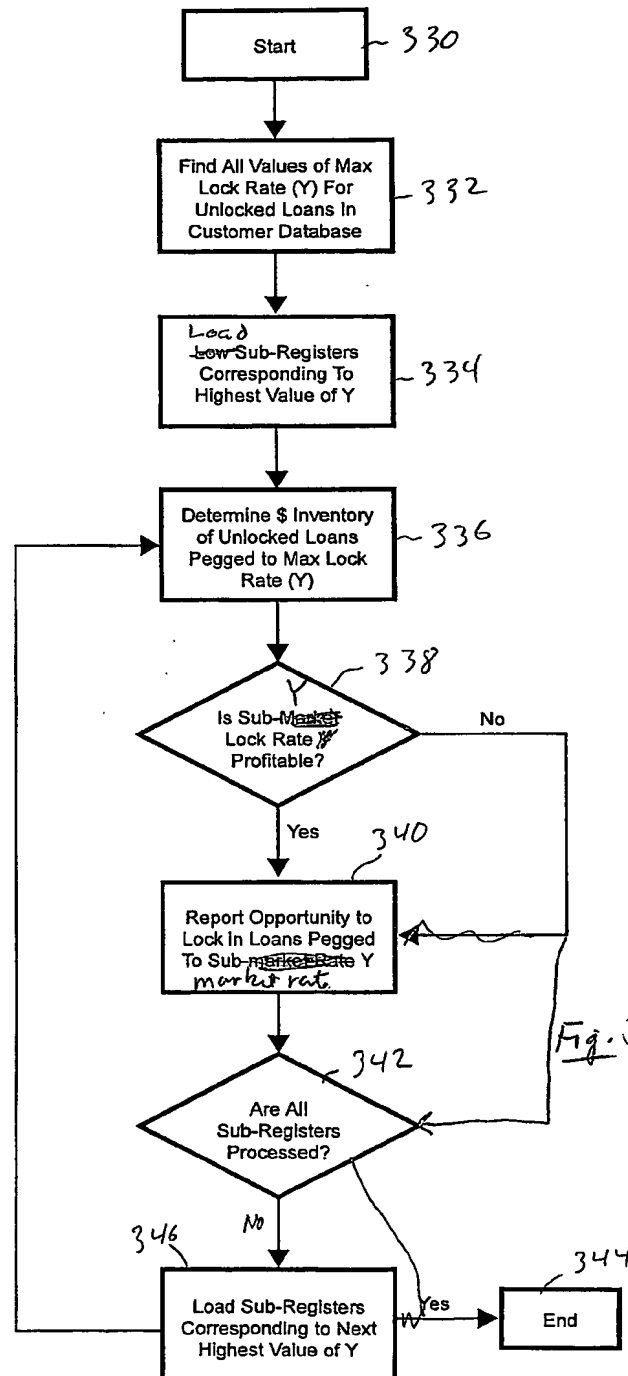 Start
330
Find All Values of Max
Lock Rate (Y) For
Unlocked Loans In
Customer Database
332
Load
Low Sub-Registers
Corresponding To
Highest Value of Y
334
Determine $ Inventory
of Unlocked Loans
Pegged to Max Lock
Rate (Y)
336
338
Y
Is Sub-Market
Lock Rate
Profitable?
No
Yes
340
Report Opportunity to
Lock in Loans Pegged
To Sub-market Rate Y
market rate
Fig.
342
Are All
Sub-Registers
Processed?
No
346
Load Sub-Registers
Corresponding to Next
Highest Value of Y
Yes
344
End